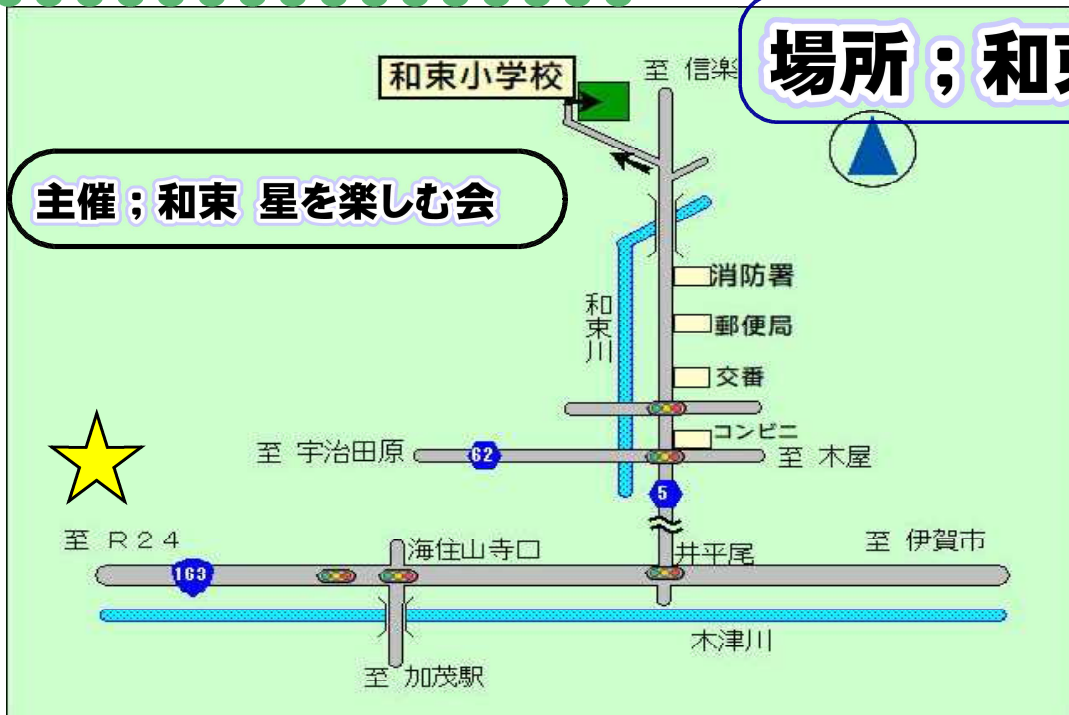 場所；和束
和束小学校
至 信楽
主催；和束 星を楽しむ会
消防署
和束川
郵便局
交番
コンビニ
至 宇治田原
62
至 木屋
5
至 R24
海住山寺口
井平尾
至 伊賀市
163
木津川
至 加茂駅